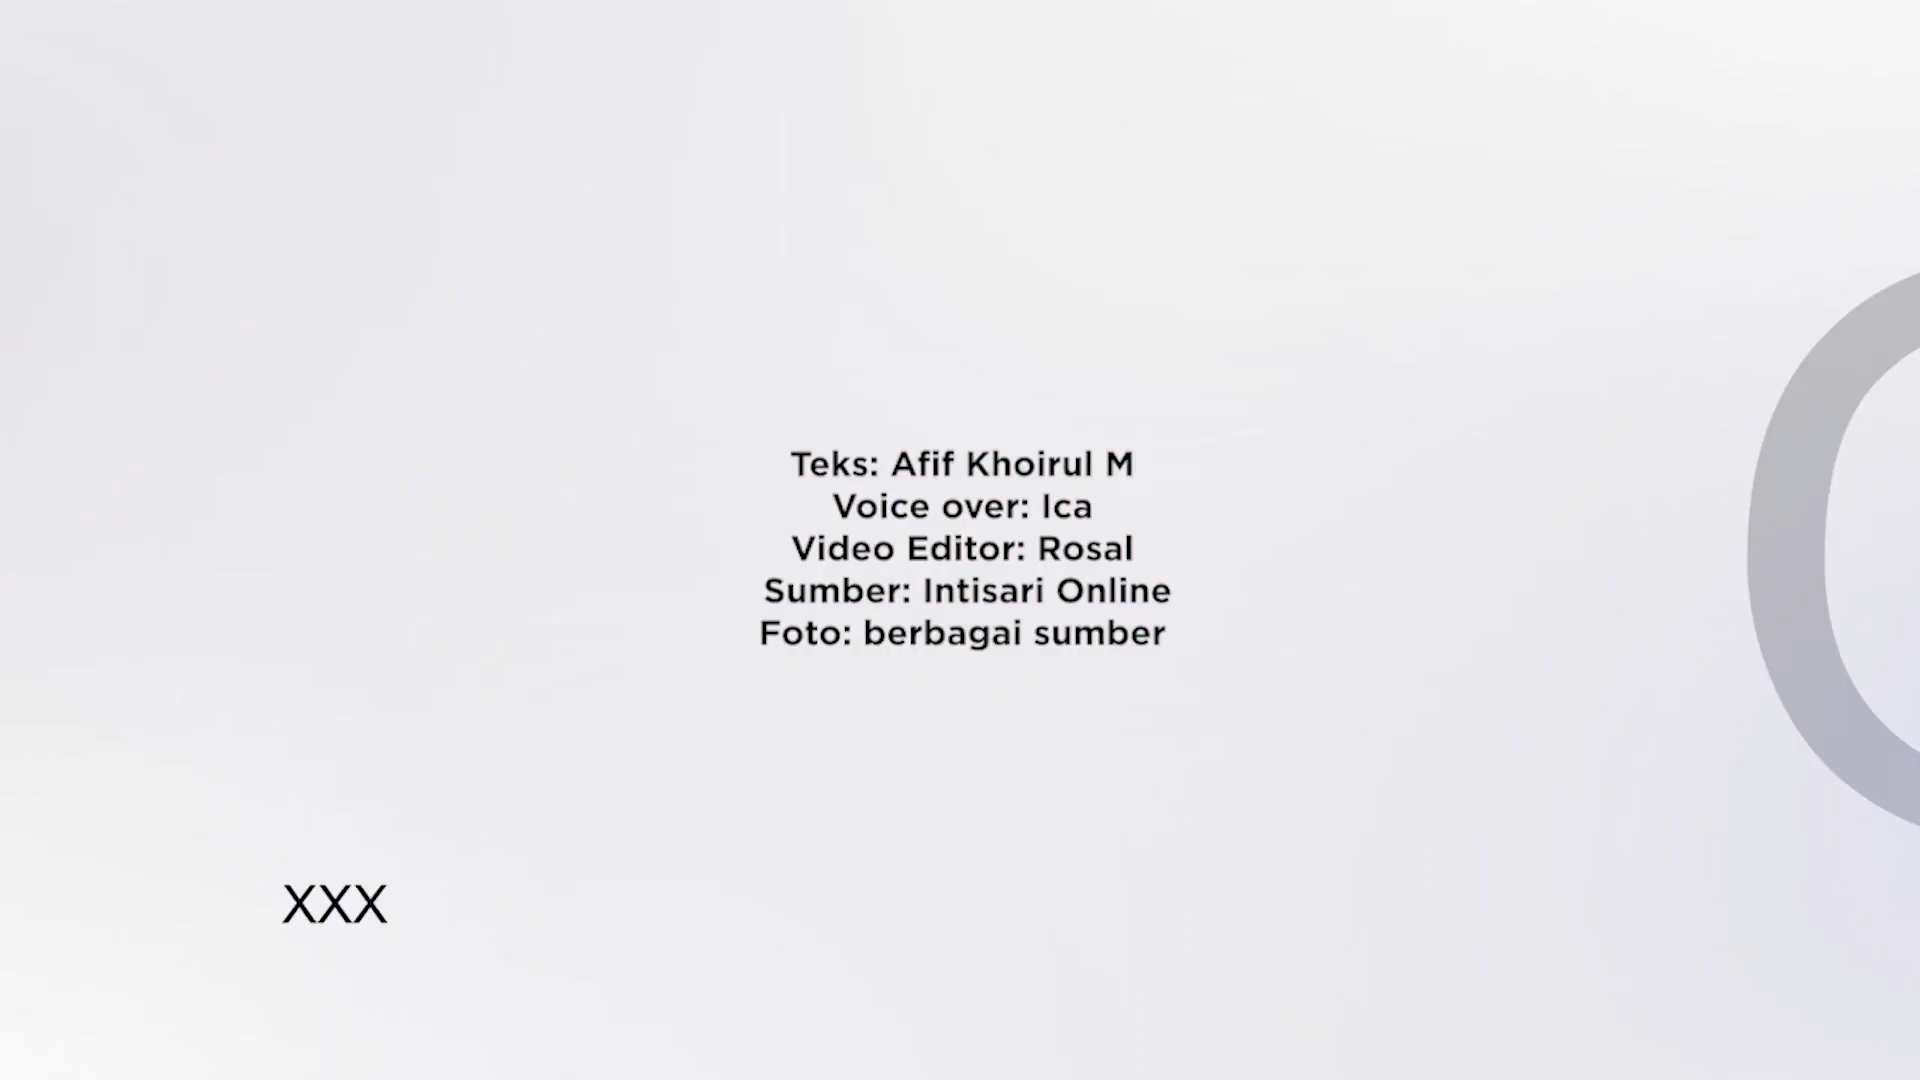 Teks: Afif Khoirul M
Voice over: Ica
Video Editor: Rosal
Sumber: Intisari Online
Foto: berbagai sumber
XXX